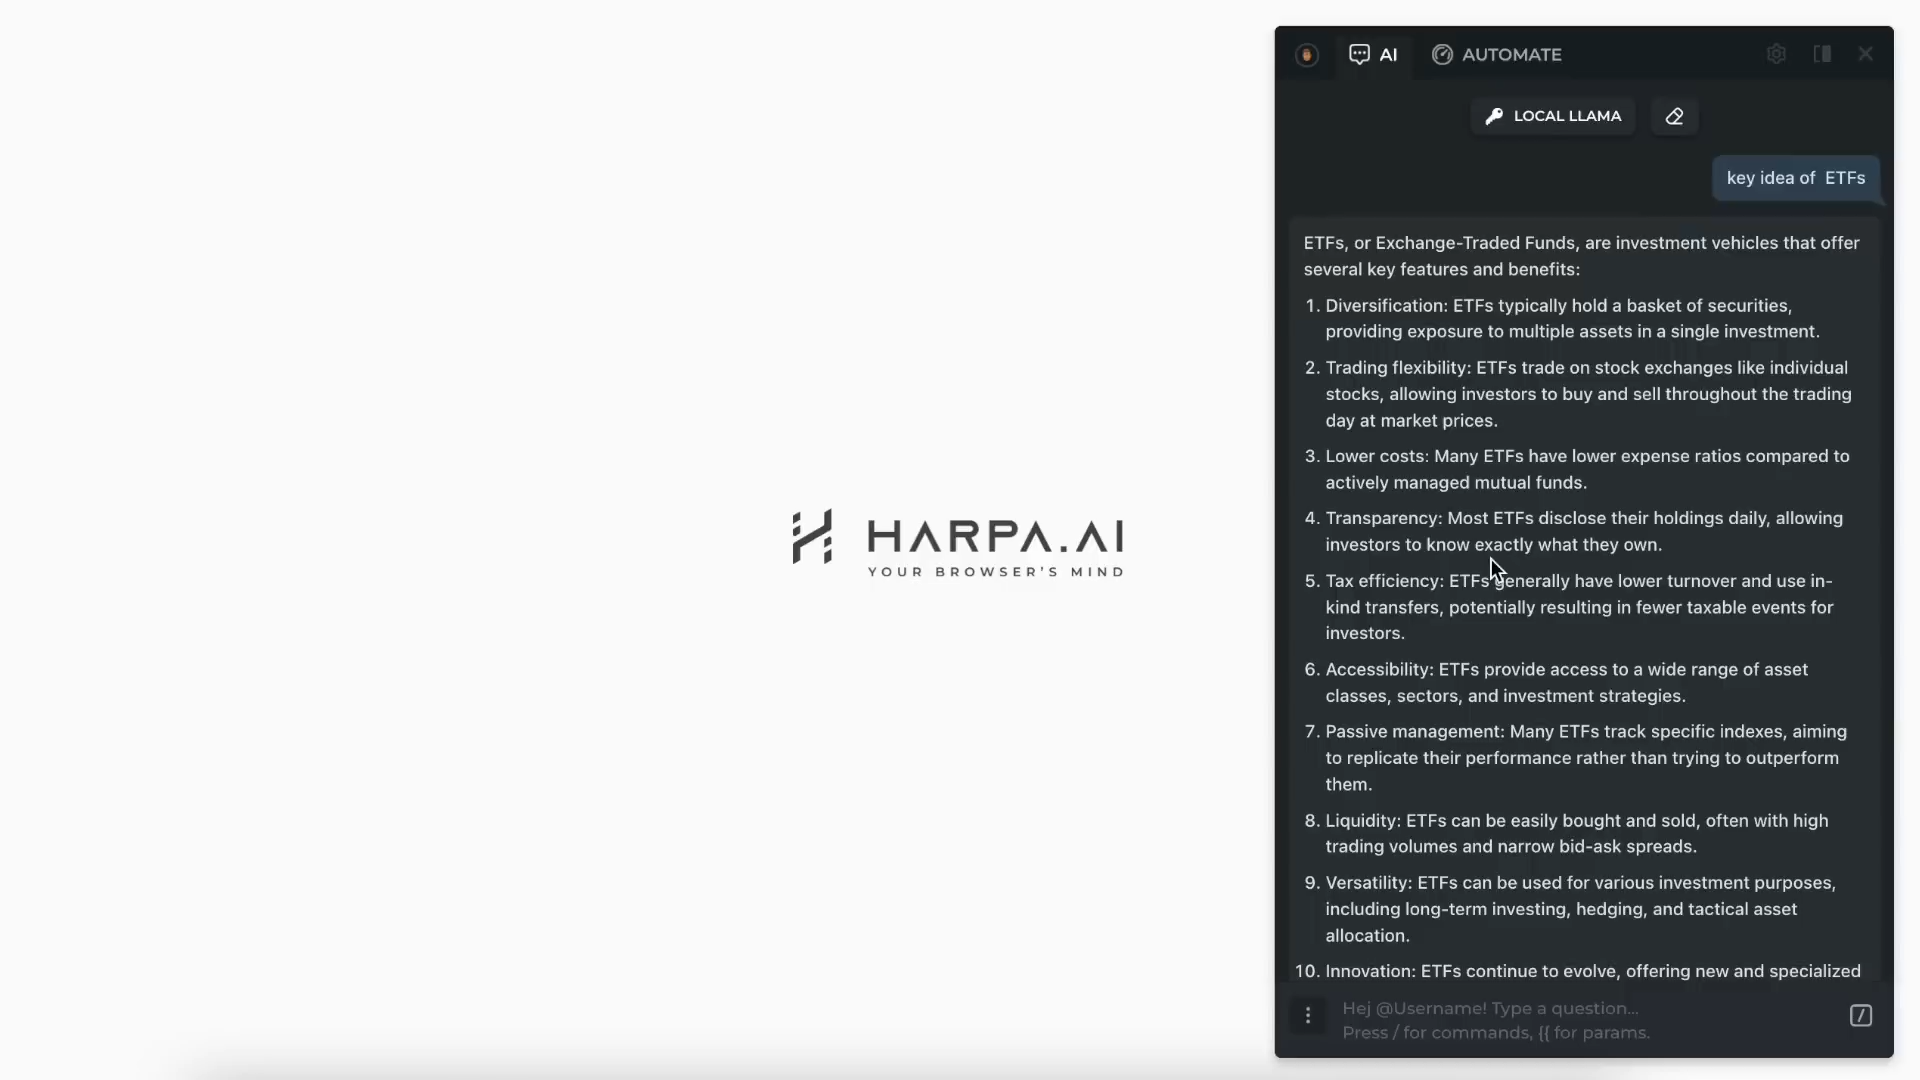 AI
AUTOMATE
LOCAL LLAMA
key idea of ETFs
ETFs, or Exchange-Traded Funds, are investment vehicles that offer
several key features and benefits:
1. Diversification: ETFs typically hold a basket of securities,
providing exposure to multiple assets in a single investment.
2. Trading flexibility: ETFs trade on stock exchanges like individual
stocks, allowing investors to buy and sell throughout the trading
day at market prices.
3. Lower costs: Many ETFs have lower expense ratios compared to
actively managed mutual funds.
4. Transparency: Most ETFs disclose their holdings daily, allowing
investors to know exactly what they own.
5. Tax efficiency: ETFs generally have lower turnover and use in-
kind transfers, potentially resulting in fewer taxable events for
investors.
6. Accessibility: ETFs provide access to a wide range of asset
classes, sectors, and investment strategies.
7. Passive management: Many ETFs track specific indexes, aiming
to replicate their performance rather than trying to outperform
them.
8. Liquidity: ETFs can be easily bought and sold, often with high
trading volumes and narrow bid-ask spreads.
9. Versatility: ETFs can be used for various investment purposes,
including long-term investing, hedging, and tactical asset
allocation.
10. Innovation: ETFs continue to evolve, offering new and specialized
Hej @Username! Type a question...
Press / for commands, {{ for params.
HARPA.AI
YOUR BROWSER'S MIND